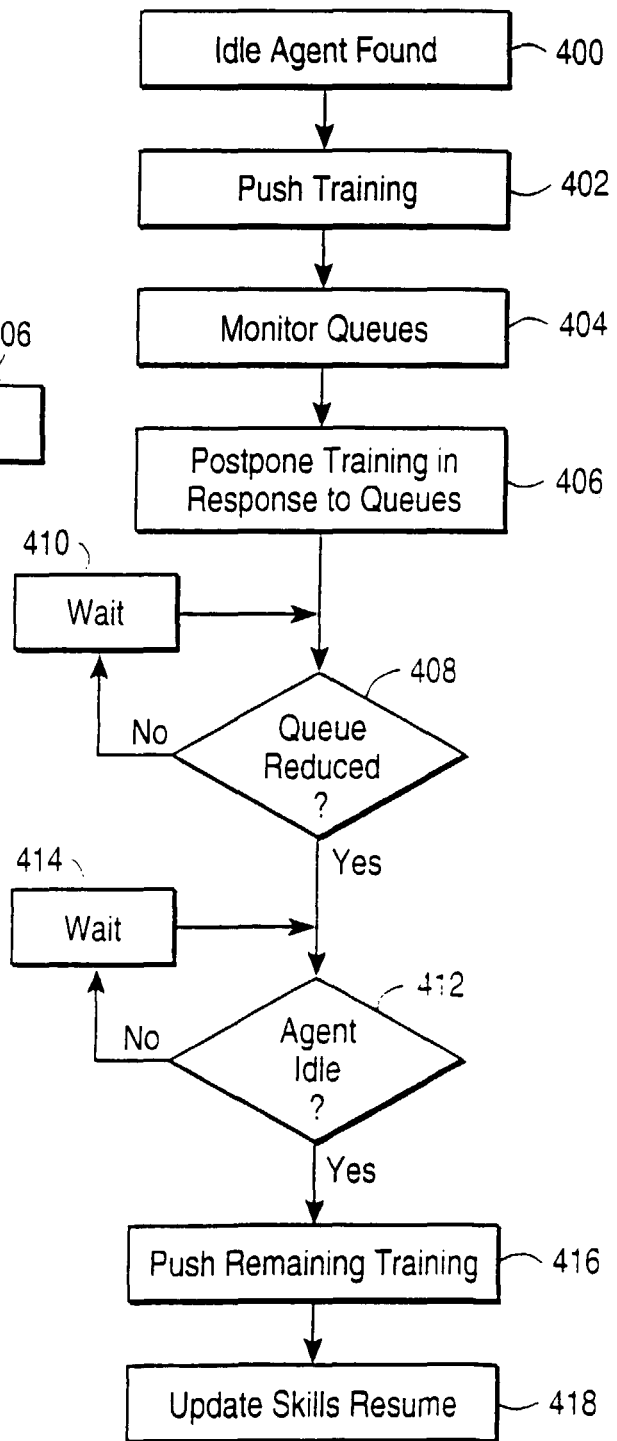 Idle Agent Found
400
Push Training
402
Monitor Queues
404
06
Postpone Training in
Response to Queues
406
410
Wait
408
No
Queue
Reduced
?
Yes
414
Wait
412
No
Agent
Idle
?
Yes
Push Remaining Training
416
Update Skills Resume
418